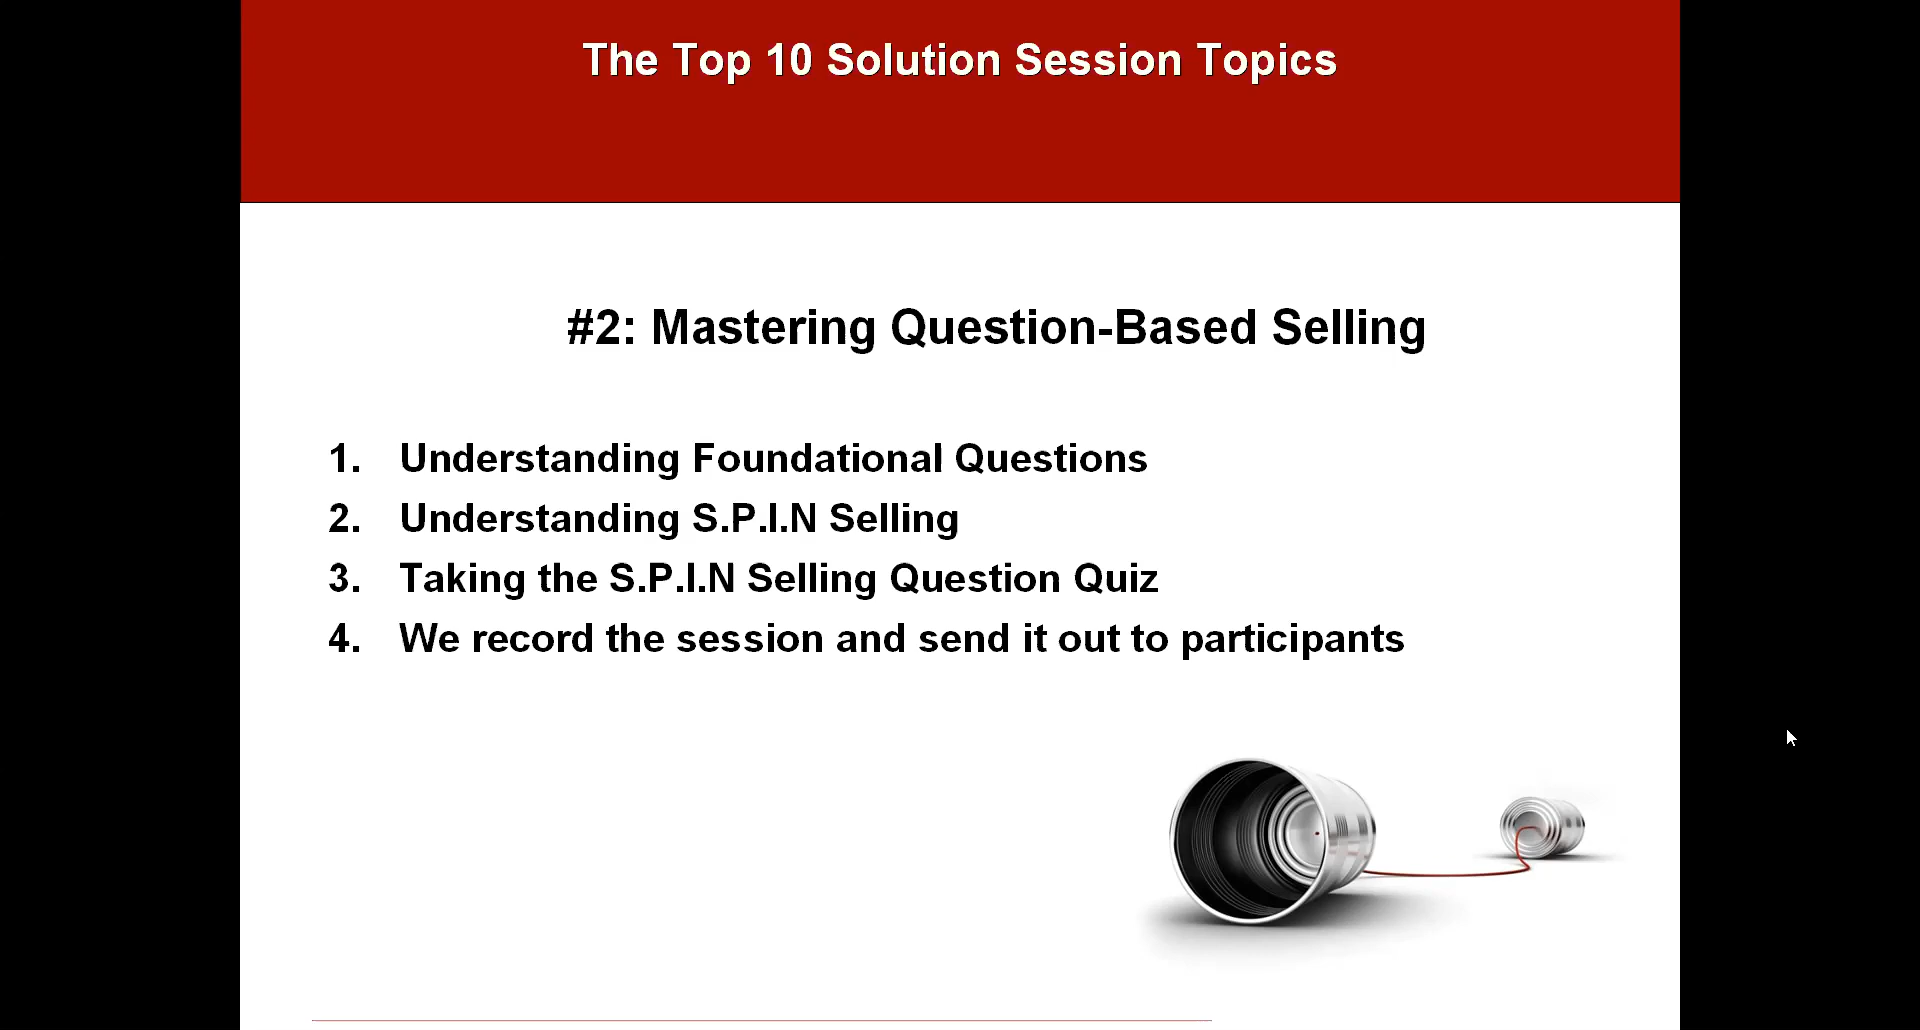 The Top 10 Solution Session Topics
#2: Mastering Question-Based Selling
1. Understanding Foundational Questions
2. Understanding S.P.I.N Selling
3. Taking the S.P.I.N Selling Question Quiz
4. We record the session and send it out to participants